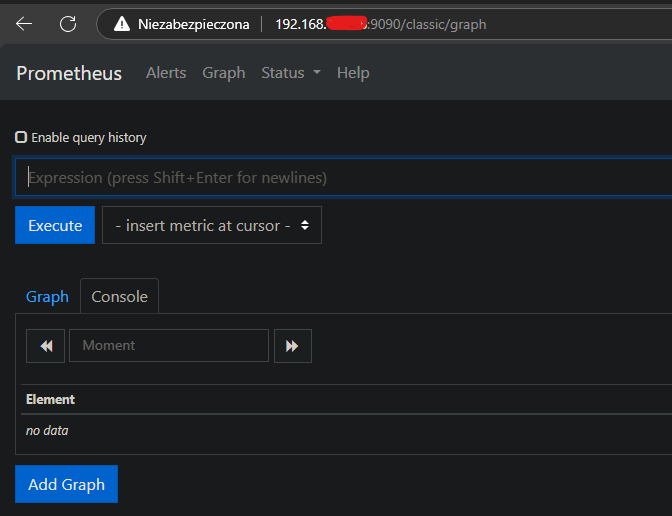 Niezabezpieczona 192.168. :9090/classic/graph
Prometheus Alerts Graph Status Help
Enable query history
Expression (press Shift+Enter for newlines)
Execute - insert metric at cursor -
Graph Console
Moment
Element
no data
Add Graph